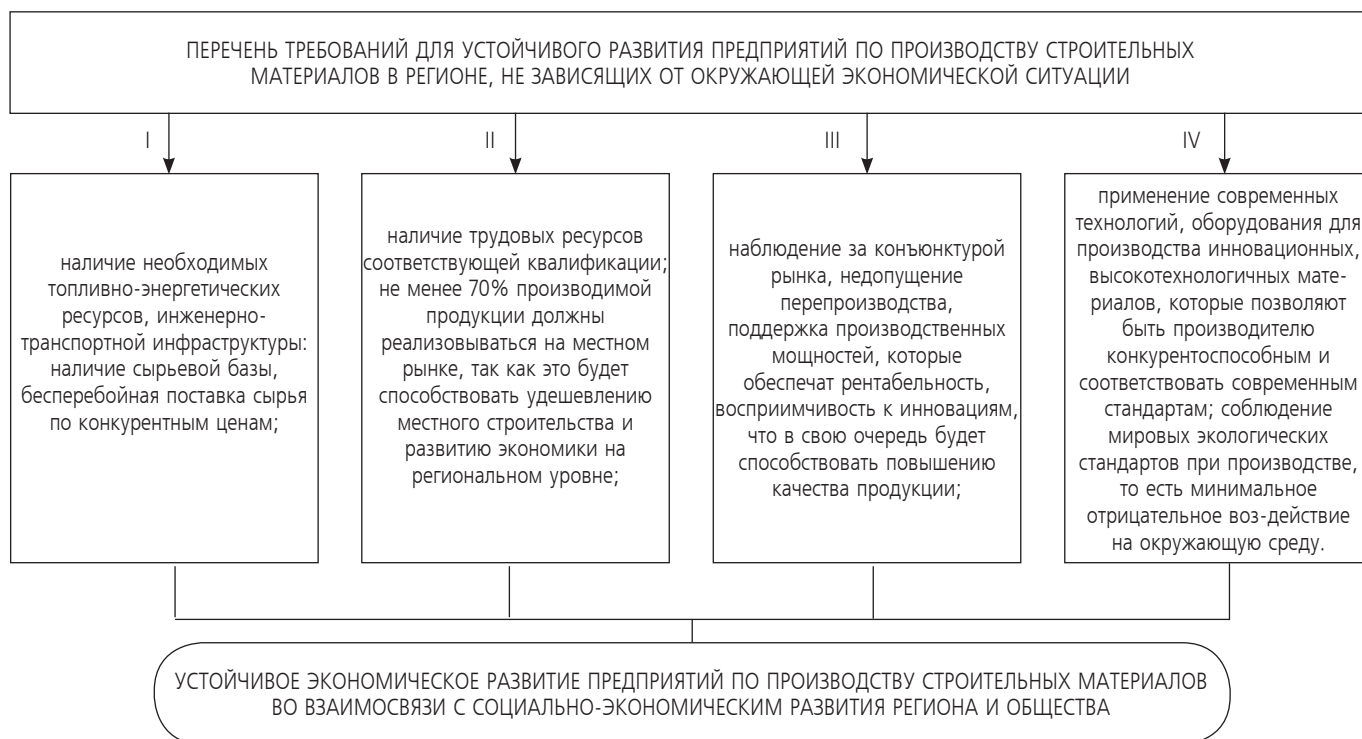 ПЕРЕЧЕНЬ ТРЕБОВАНИЙ ДЛЯ УСТОЙЧИВОГО РАЗВИТИЯ ПРЕДПРИЯТИЙ ПО ПРОИЗВОДСТВУ СТРОИТЕЛЬНЫХ
МАТЕРИАЛОВ В РЕГИОНЕ, НЕ ЗАВИСЯЩИХ ОТ ОКРУЖАЮЩЕЙ ЭКОНОМИЧЕСКОЙ СИТУАЦИИ
I
наличие необходимых
топливно-энергетических
ресурсов, инженерно-
транспортной инфраструктуры:
наличие сырьевой базы,
бесперебойная поставка сырья
по конкурентным ценам;
II
наличие трудовых ресурсов
соответствующей квалификации;
не менее 70% производимой
продукции должны
реализовываться на местном
рынке, так как это будет
способствовать удешевлению
местного строительства и
развитию экономики на
региональном уровне;
III
наблюдение за конъюнктурой
рынка, недопущение
перепроизводства,
поддержка производственных
мощностей, которые
обеспечат рентабельность,
восприимчивость к инновациям,
что в свою очередь будет
способствовать повышению
качества продукции;
IV
применение современных
технологий, оборудования для
производства инновационных,
высокотехнологичных мате-
риалов, которые позволяют
быть производителю
конкурентоспособным и
соответствовать современным
стандартам; соблюдение
мировых экологических
стандартов при производстве,
то есть минимальное
отрицательное воз-действие
на окружающую среду.
УСТОЙЧИВОЕ ЭКОНОМИЧЕСКОЕ РАЗВИТИЕ ПРЕДПРИЯТИЙ ПО ПРОИЗВОДСТВУ СТРОИТЕЛЬНЫХ МАТЕРИАЛОВ
ВО ВЗАИМОСВЯЗИ С СОЦИАЛЬНО-ЭКОНОМИЧЕСКИМ РАЗВИТИЯ РЕГИОНА И ОБЩЕСТВА